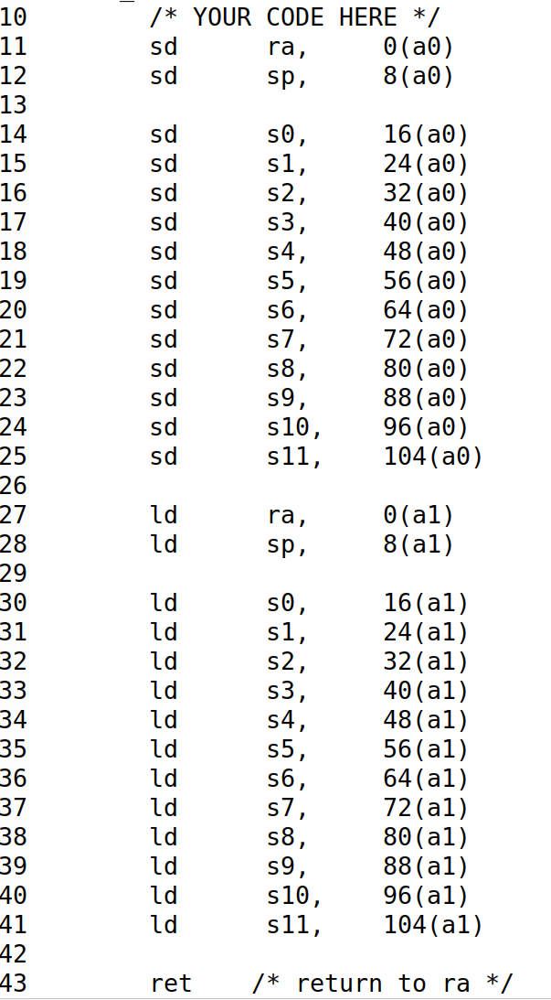 10 /* YOUR CODE HERE */
11 sd ra, 0(a0)
12 sd sp, 8(a0)
13
14 sd s0, 16(a0)
15 sd s1, 24(a0)
16 sd s2, 32(a0)
17 sd s3, 40(a0)
18 sd s4, 48(a0)
19 sd s5, 56(a0)
20 sd s6, 64(a0)
21 sd s7, 72(a0)
22 sd s8, 80(a0)
23 sd s9, 88(a0)
24 sd s10, 96(a0)
25 sd s11, 104(a0)
26
27 ld ra, 0(a1)
28 ld sp, 8(a1)
29
30 ld s0, 16(a1)
31 ld s1, 24(a1)
32 ld s2, 32(a1)
33 ld s3, 40(a1)
34 ld s4, 48(a1)
35 ld s5, 56(a1)
36 ld s6, 64(a1)
37 ld s7, 72(a1)
38 ld s8, 80(a1)
39 ld s9, 88(a1)
40 ld s10, 96(a1)
41 ld s11, 104(a1)
42
43 ret /* return to ra */